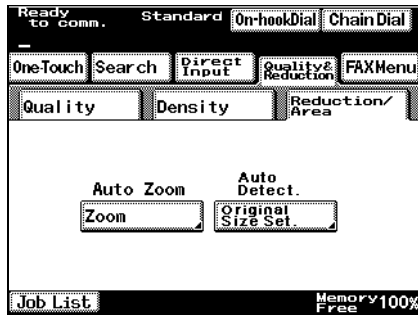 Ready to comm. Standard On-hookDial Chain Dial
One-Touch Search Direct Input Quality& Reduction FAXMenu
Quality Density Reduction/Area
Auto Zoom Auto Detect.
Zoom Original Size Set.
Job List Memory Free 100%